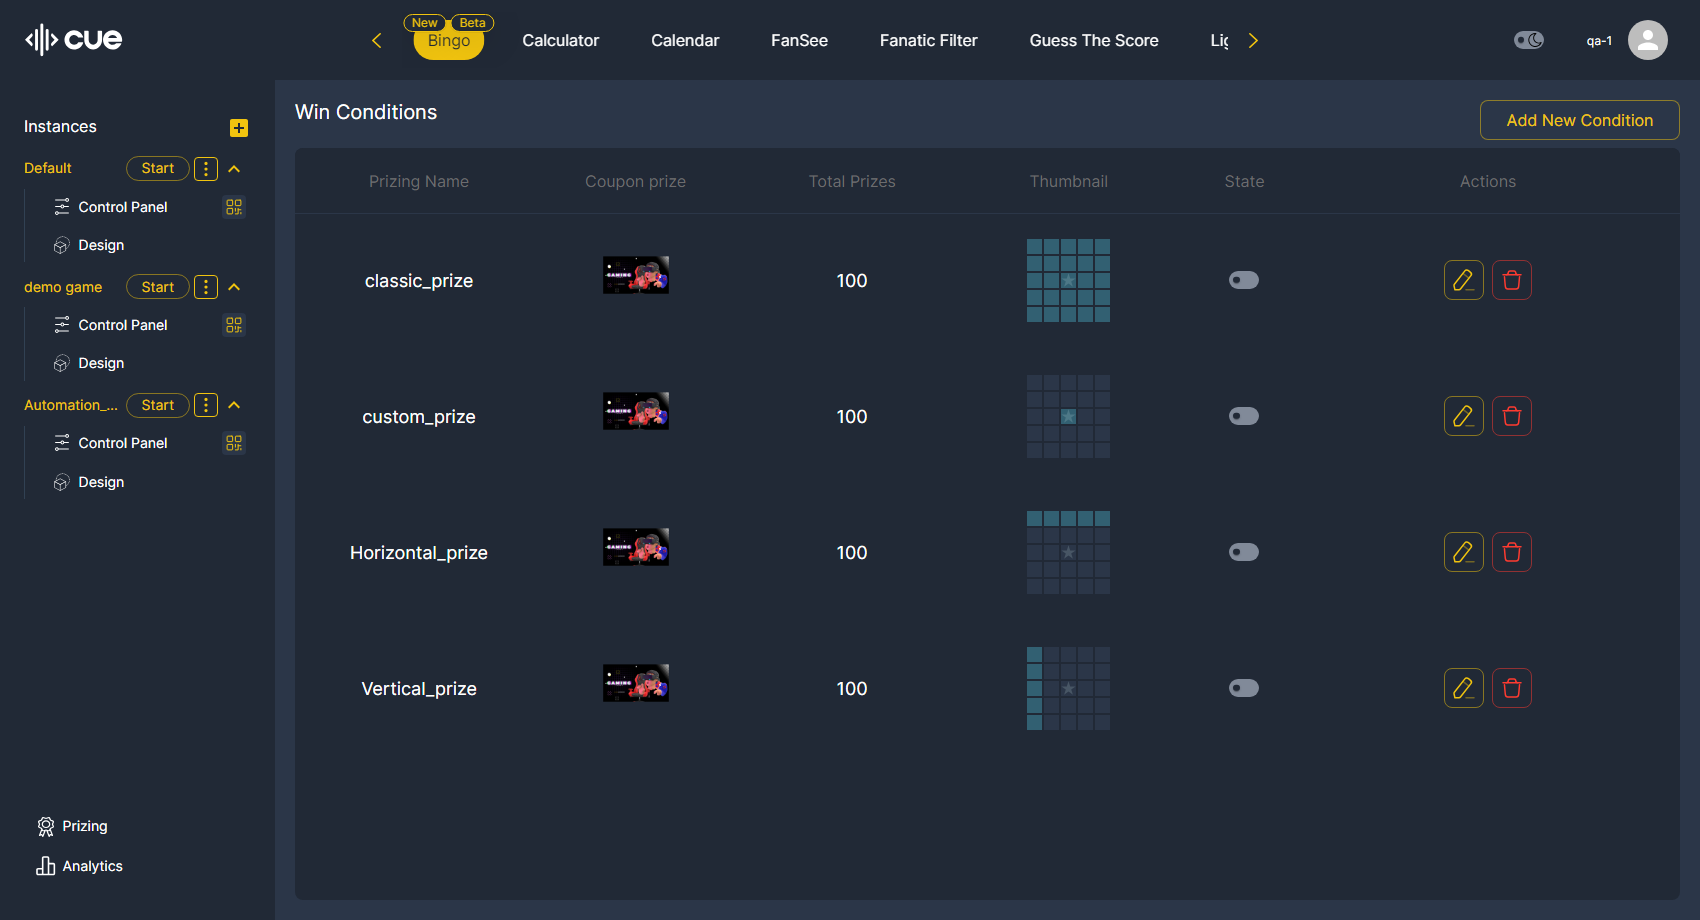 cue
New Beta
Bingo Calculator Calendar FanSee Fanatic Filter Guess The Score
qa-1
Instances
Default Start
Control Panel
Design
demo game Start
Control Panel
Design
Automation_... Start
Control Panel
Design
Prizing
Analytics
Win Conditions
Add New Condition
Prizing Name Coupon prize Total Prizes Thumbnail State Actions
classic_prize GAMING 100
custom_prize GAMING 100
Horizontal_prize GAMING 100
Vertical_prize GAMING 100